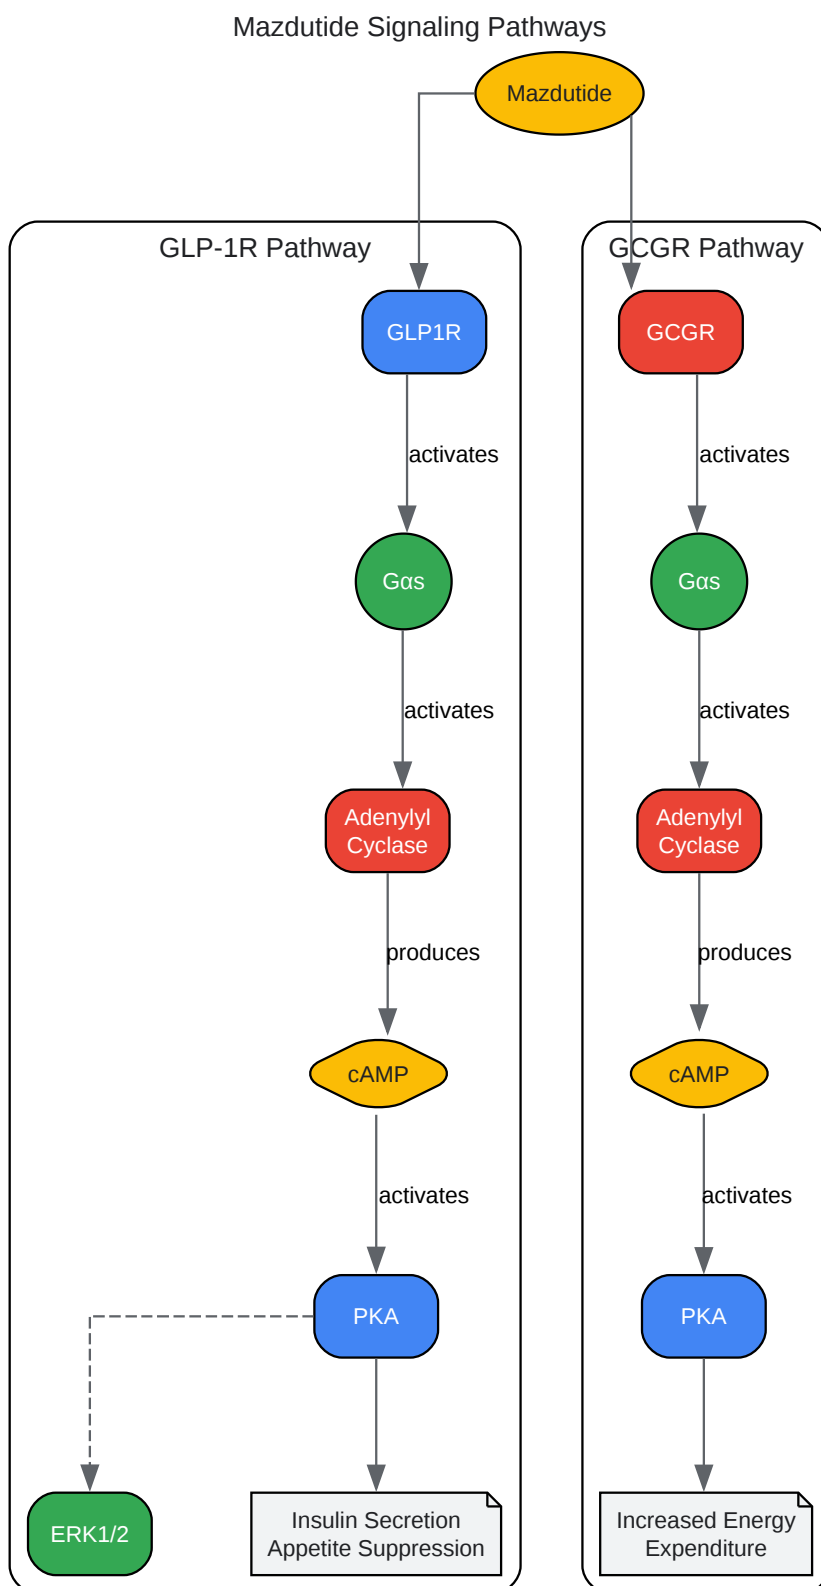 Mazdutide Signaling Pathways
Mazdutide
GLP-1R Pathway
GLP1R
activates
Gαs
activates
Adenylyl
Cyclase
produces
cAMP
activates
PKA
ERK1/2
Insulin Secretion
Appetite Suppression
GCGR Pathway
GCGR
activates
Gαs
activates
Adenylyl
Cyclase
produces
cAMP
activates
PKA
Increased Energy
Expenditure